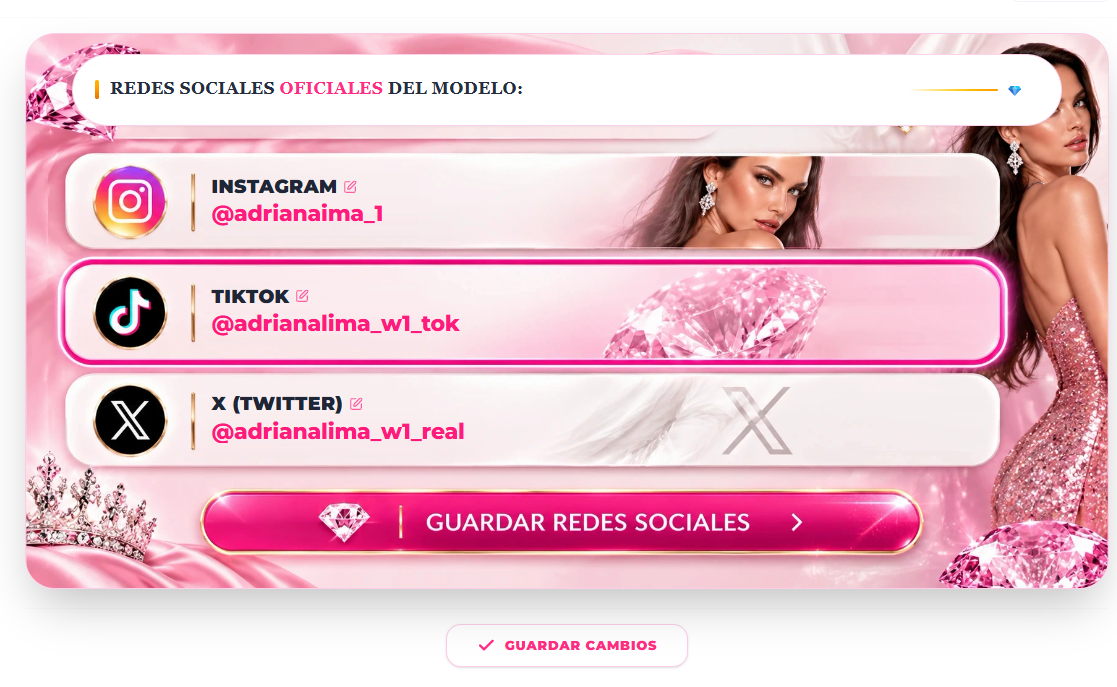 REDES SOCIALES OFICIALES DEL MODELO:
INSTAGRAM
@adrianaima_1
TIKTOK
@adrianalima_w1_tok
X (TWITTER)
@adrianalima_w1_real
GUARDAR REDES SOCIALES
GUARDAR CAMBIOS